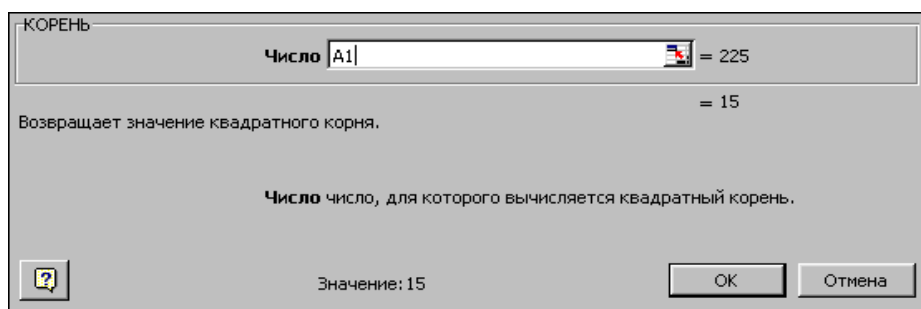 КОРЕНЬ
Число A1 = 225
= 15
Возвращает значение квадратного корня.
Число число, для которого вычисляется квадратный корень.
? Значение:15 OK Отмена